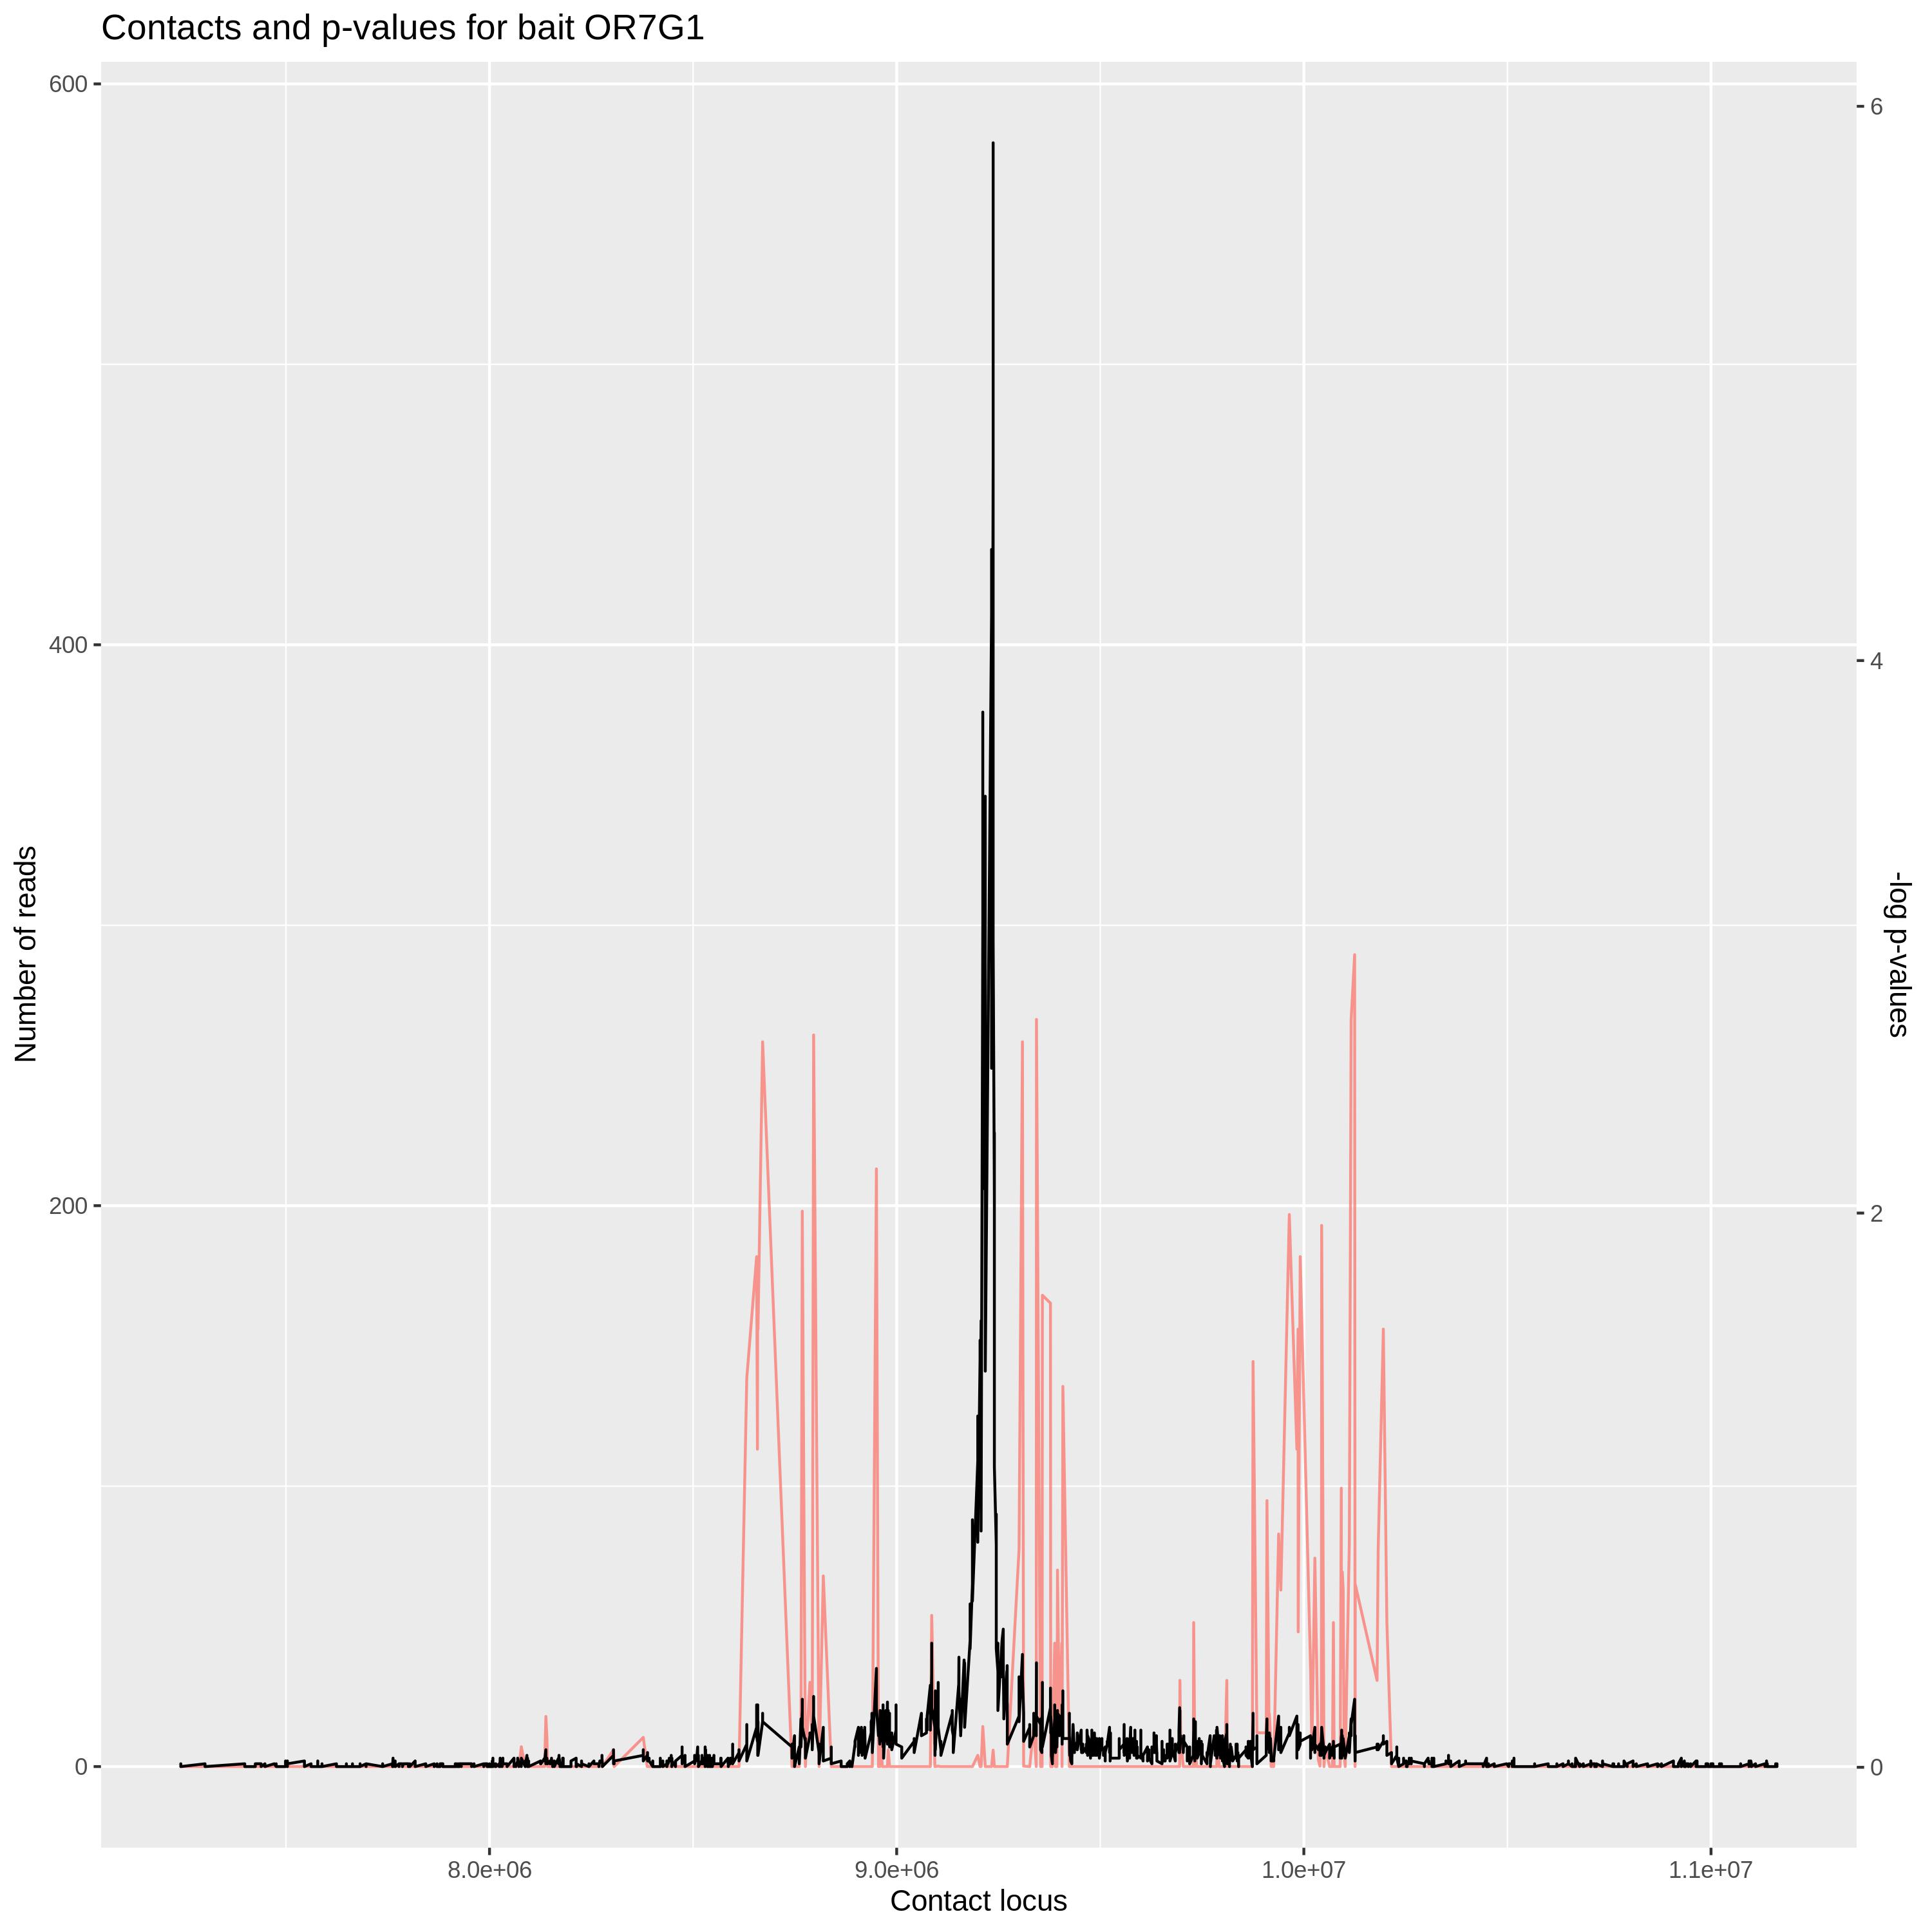 Contacts and p-values for bait OR7G1
600
400
200
0
Number of reads
6
4
2
0
-log p-values
8.0e+06
9.0e+06
1.0e+07
1.1e+07
Contact locus